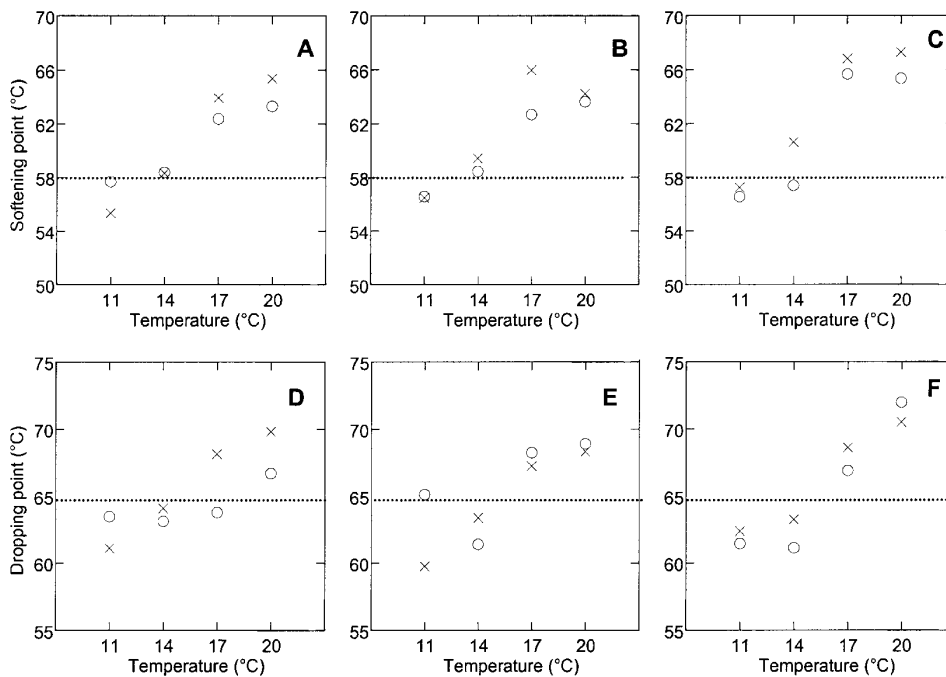 70
66
62
58
54
50
Softening point (°C)
A
11 14 17 20
Temperature (°C)
70
66
62
58
54
50
B
11 14 17 20
Temperature (°C)
70
66
62
58
54
50
C
11 14 17 20
Temperature (°C)
75
70
65
60
55
Dropping point (°C)
D
11 14 17 20
Temperature (°C)
75
70
65
60
55
E
11 14 17 20
Temperature (°C)
75
70
65
60
55
F
11 14 17 20
Temperature (°C)